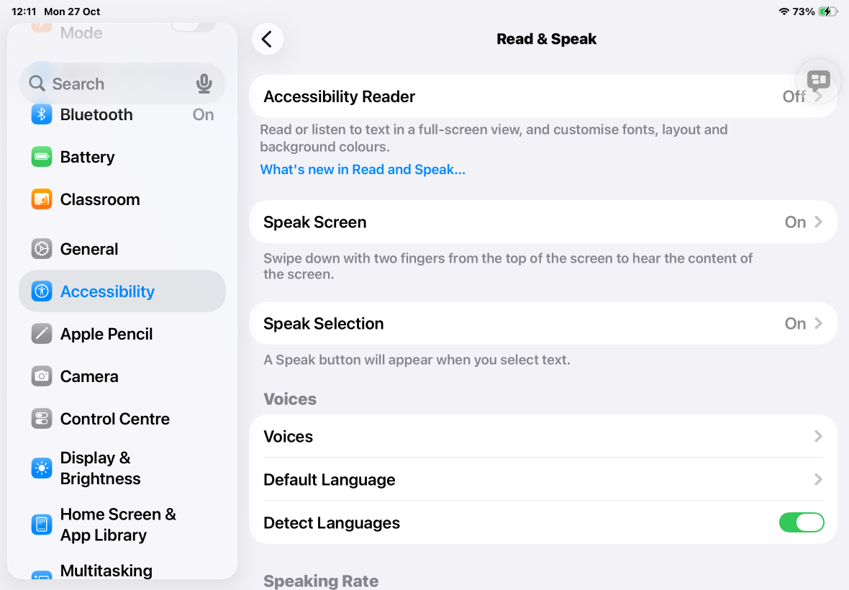 12:11 Mon 27 Oct
73%
Mode
Search
Bluetooth On
Battery
Classroom
General
Accessibility
Apple Pencil
Camera
Control Centre
Display &
Brightness
Home Screen &
App Library
Multitasking
Read & Speak
Accessibility Reader Off
Read or listen to text in a full-screen view, and customise fonts, layout and
background colours.
What's new in Read and Speak...
Speak Screen On
Swipe down with two fingers from the top of the screen to hear the content of
the screen.
Speak Selection On
A Speak button will appear when you select text.
Voices
Voices
Default Language
Detect Languages
Speaking Rate